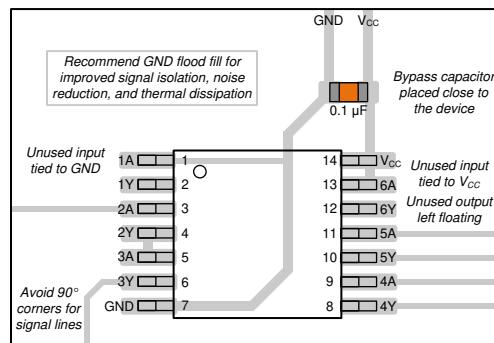 GND V_CC
Recommend GND flood fill for
improved signal isolation, noise
reduction, and thermal dissipation
Bypass capacitor
placed close to
the device
0.1 µF
Unused input
tied to GND
Unused input
tied to V_CC
Unused output
left floating
1A 1 14 V_CC
1Y 2 13 6A
2A 3 12 6Y
2Y 4 11 5A
3A 5 10 5Y
3Y 6 9 4A
GND 7 8 4Y
Avoid 90°
corners for
signal lines